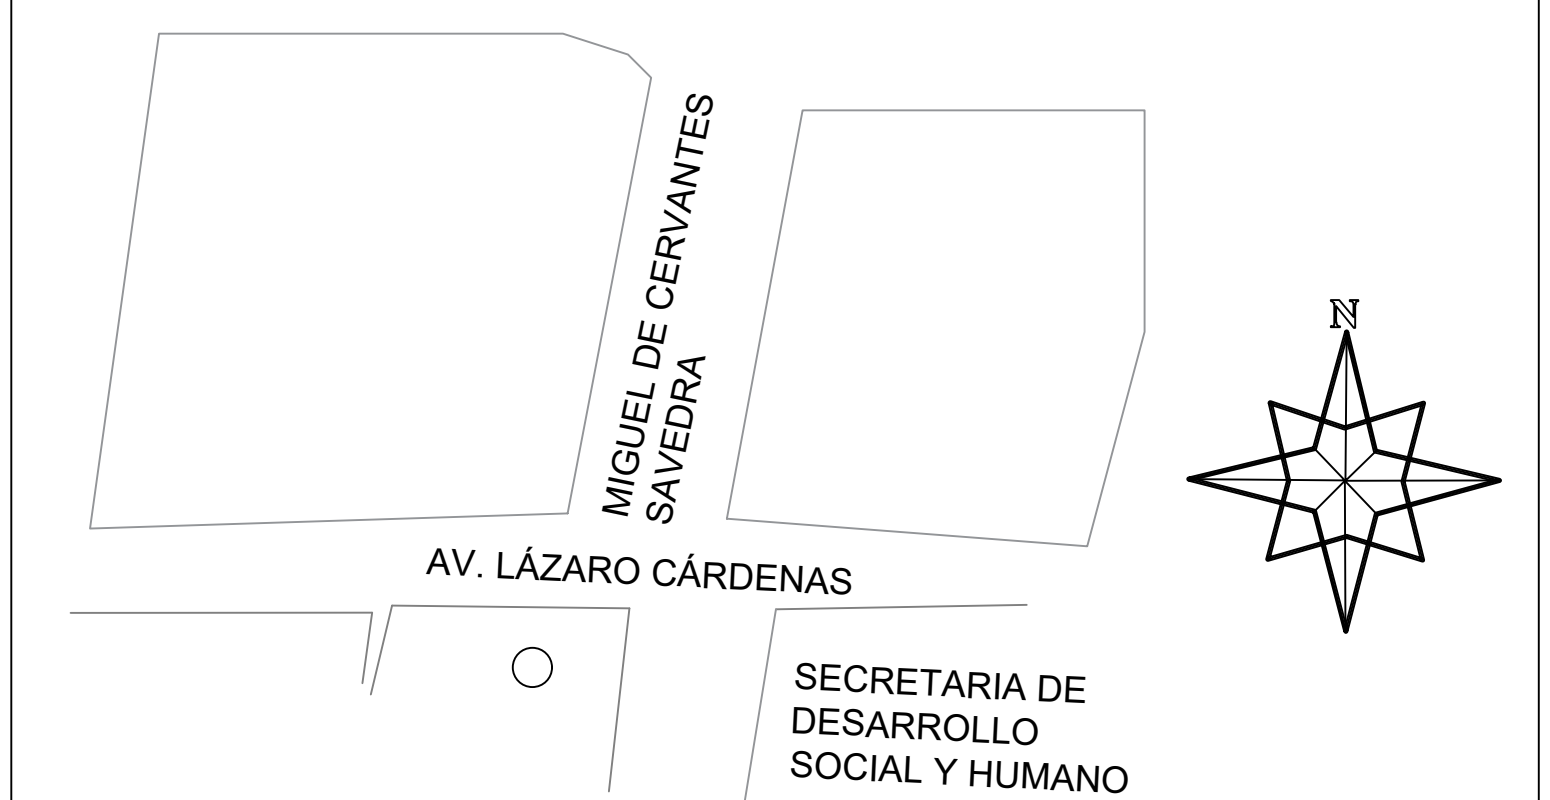 MIGUEL DE CERVANTES
SAVEDRA
N
AV. LÁZARO CÁRDENAS
SECRETARIA DE
DESARROLLO
SOCIAL Y HUMANO